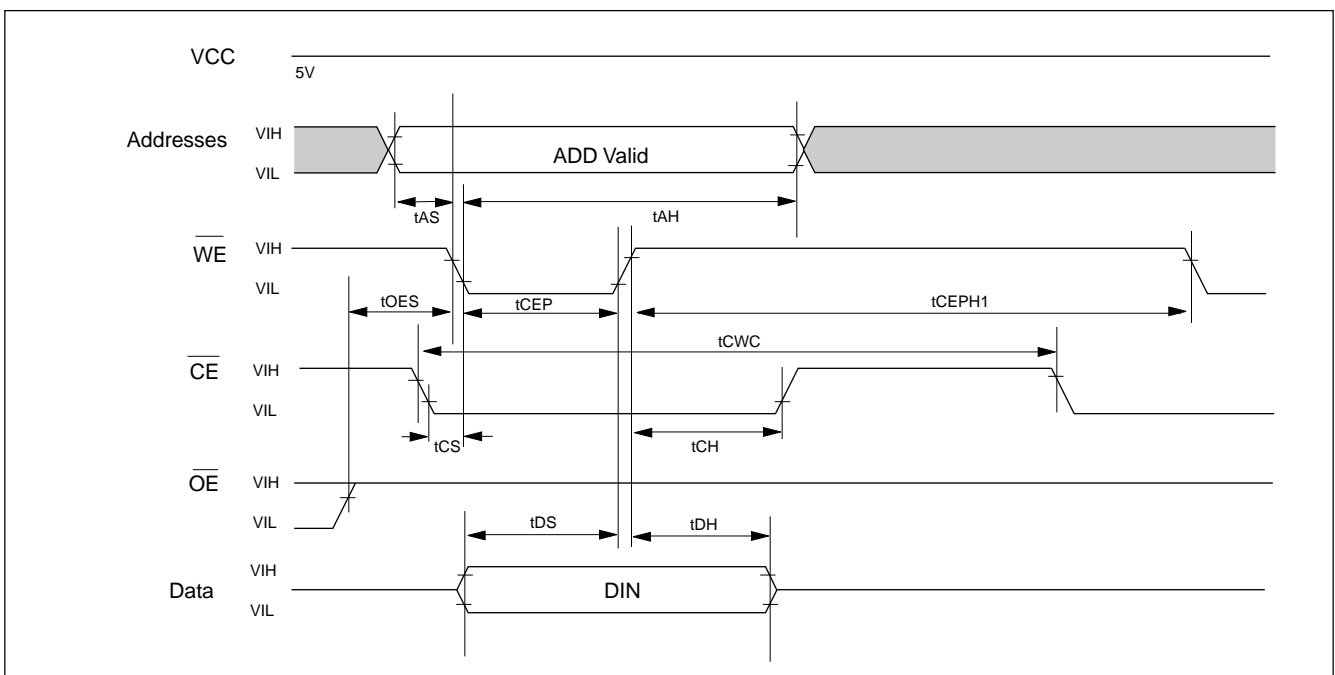 VCC
5V
Addresses
VIH
ADD Valid
VIL
tAS
tAH
WE
VIH
VIL
tOES
tCEP
tCEPH1
tCWC
CE
VIH
VIL
tCS
tCH
OE
VIH
VIL
tDS
tDH
VIH
Data
DIN
VIL